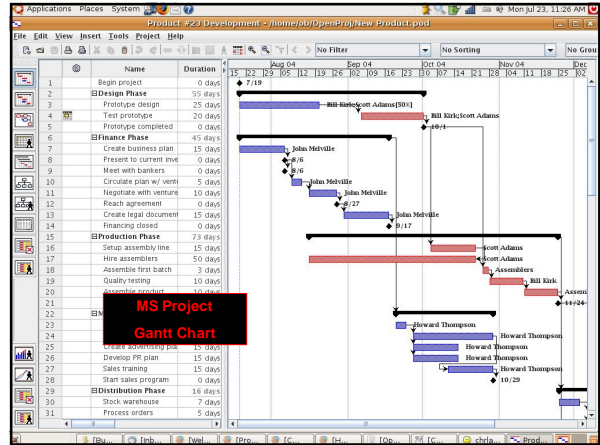 Applications Places System Mon Jul 23, 11:26 AM
Product #23 Development - /home/ob/OpenProj/New Product.pod
File Edit View Insert Tools Project Help
No Filter No Sorting No Grou
Name Duration
Aug 04 Sep 04 Oct 04 Nov 04 Dec
15 22 29 05 12 19 26 02 09 16 23 30 07 14 21 28 05 11 18 25 02
1 Begin project 0 days 7/19
2 Design Phase 55 days
3 Prototype design 25 days Bill Kirk;Scott Adams[50%]
4 Test prototype 20 days Bill Kirk;Scott Adams
5 Prototype completed 0 days 10/1
6 Finance Phase 45 days
7 Create business plan 15 days John Melville
8 Present to current inve 0 days 8/6
9 Meet with bankers 0 days 8/6
10 Circulate plan w/ vent 5 days John Melville
11 Negotiate with venture 10 days John Melville
12 Reach agreement 0 days 8/27
13 Create legal document 15 days John Melville
14 Financing closed 0 days 9/17
15 Production Phase 73 days
16 Setup assembly line 15 days Scott Adams
17 Hire assemblers 50 days Scott Adams
18 Assemble first batch 3 days Assemblers
19 Quality testing 10 days Bill Kirk
20 Assemble product 10 days Assem
21 11/24
MS Project
Gantt Chart
22 M
23 Howard Thompson
24 Howard Thompson
25 Create advertising pla 15 days Howard Thompson
26 Develop PR plan 15 days Howard Thompson
27 Sales training 15 days Howard Thompson
28 Start sales program 0 days 10/29
29 Distribution Phase 16 days
30 Stock warehouse 7 days
31 Process orders 5 days
[Bu... [Inb... [Wel... [Pro... [C... [H... [Op... [C... chrla... Prod...